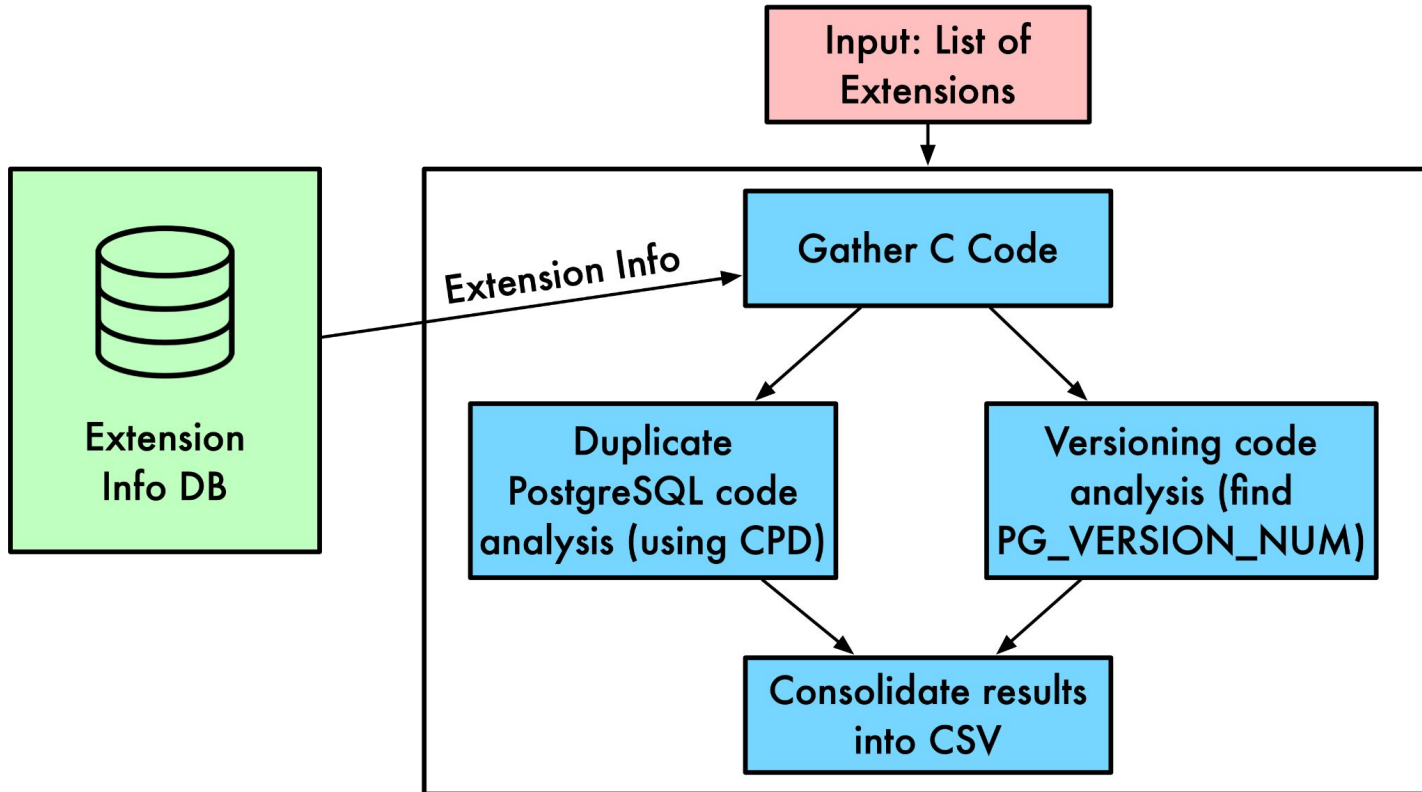 Input: List of
Extensions
Extension Info
Gather C Code
Extension
Info DB
Duplicate
PostgreSQL code
analysis (using CPD)
Versioning code
analysis (find
PG_VERSION_NUM)
Consolidate results
into CSV